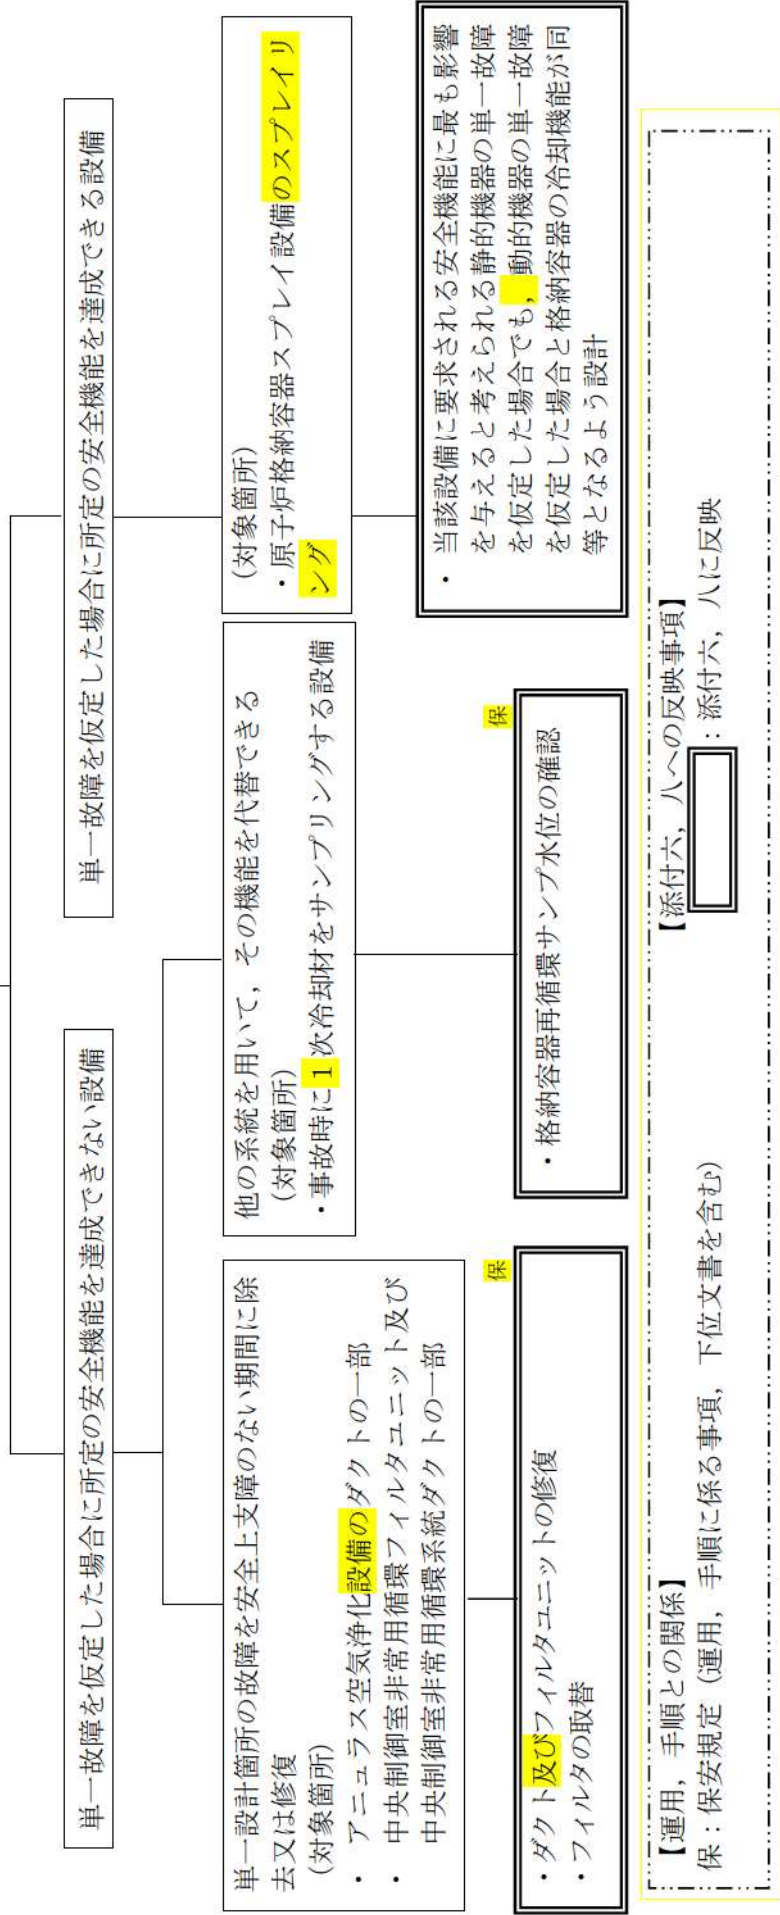 単一故障を仮定した場合に所定の安全機能を達成できない設備
単一故障を仮定した場合に所定の安全機能を達成できる設備
単一設計箇所の故障を安全上支障のない期間に除
去又は修復
(対象箇所)
・ アニュラス空気浄化設備のダクトの一部
・ 中央制御室非常用循環フィルタユニット及び
中央制御室非常用循環系統ダクトの一部
他の系統を用いて，その機能を代替できる
(対象箇所)
・事故時に1次冷却材をサンプリングする設備
(対象箇所)
・原子炉格納容器スプレイ設備のスプレイリ
ング
保
・ダクト及びフィルタユニットの修復
・フィルタの取替
保
・格納容器再循環サンプ水位の確認
・ 当該設備に要求される安全機能に最も影響
を与えると考えられる静的機器の単一故障
を仮定した場合でも，動的機器の単一故障
を仮定した場合と格納容器の冷却機能が同
等となるよう設計
【運用，手順との関係】
保：保安規定（運用，手順に係る事項，下位文書を含む）
【添付六，八への反映事項】
：添付六，八に反映